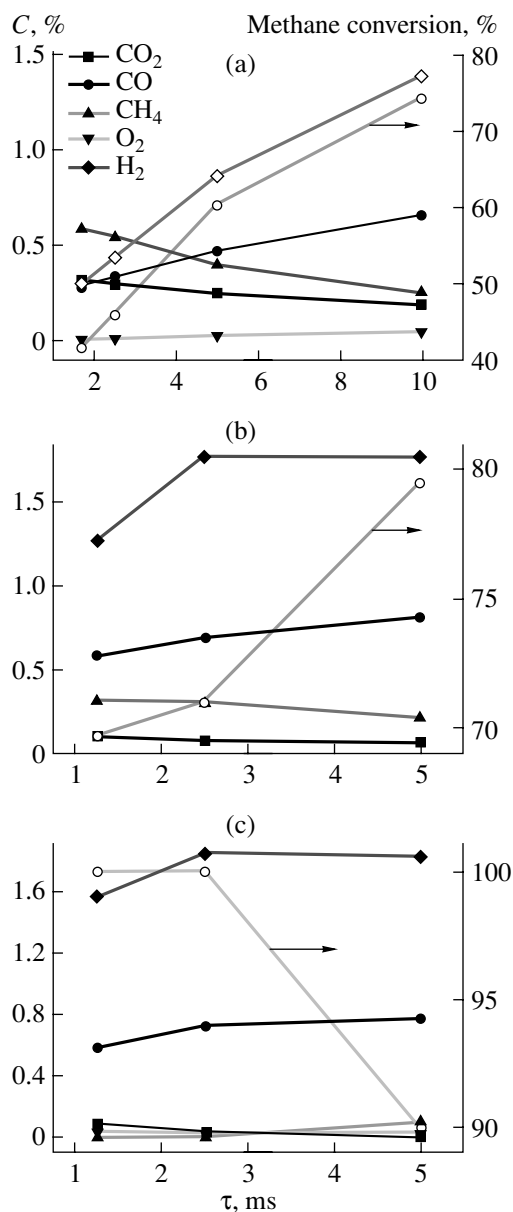 C, % Methane conversion, %
1.5 (a) 80
CO₂
CO
CH₄
O₂
H₂
1.0 70
60
0.5
50
0
40
2 4 6 8 10
(b)
80
1.5
1.0 75
0.5
70
0
1 2 3 4 5
(c)
1.6 100
1.2
95
0.8
0.4
0 90
1 2 3 4 5
τ, ms